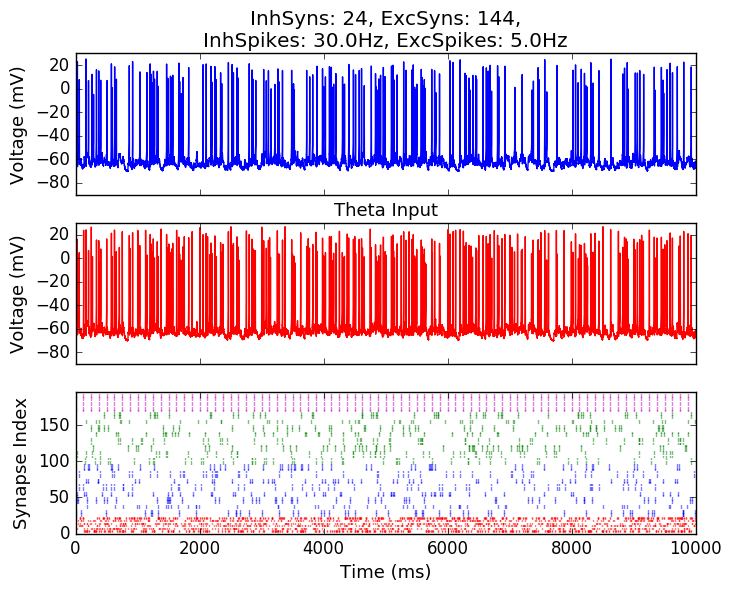 InhSyns: 24, ExcSyns: 144,
InhSpikes: 30.0Hz, ExcSpikes: 5.0Hz
20
0
−20
−40
−60
−80
Voltage (mV)
Theta Input
20
0
−20
−40
−60
−80
Voltage (mV)
150
100
50
0
Synapse Index
0 2000 4000 6000 8000 10000
Time (ms)